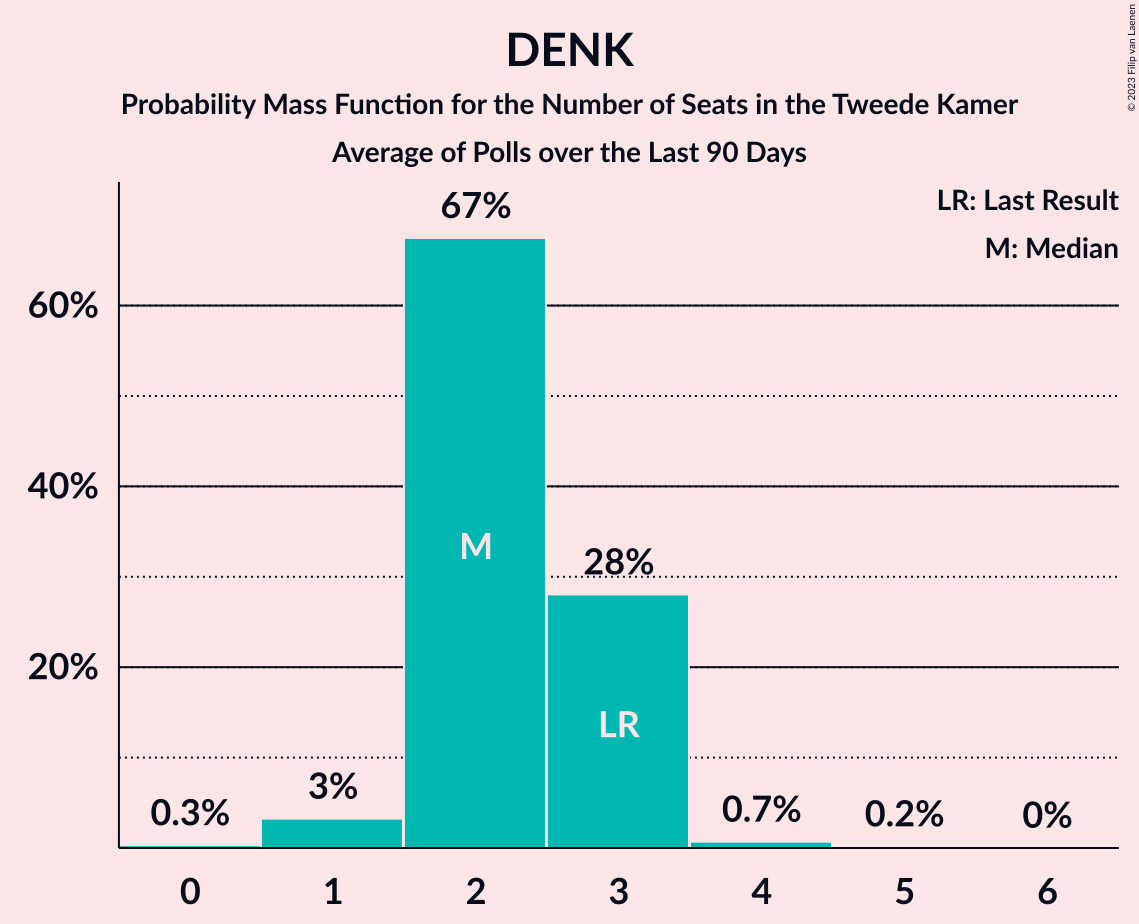 DENK
Probability Mass Function for the Number of Seats in the Tweede Kamer
Average of Polls over the Last 90 Days
© 2023 Filip van Laenen
LR: Last Result
M: Median
67%
60%
40%
M
28%
20%
LR
3%
0.3%
0.7%
0.2%
0%
0 1 2 3 4 5 6